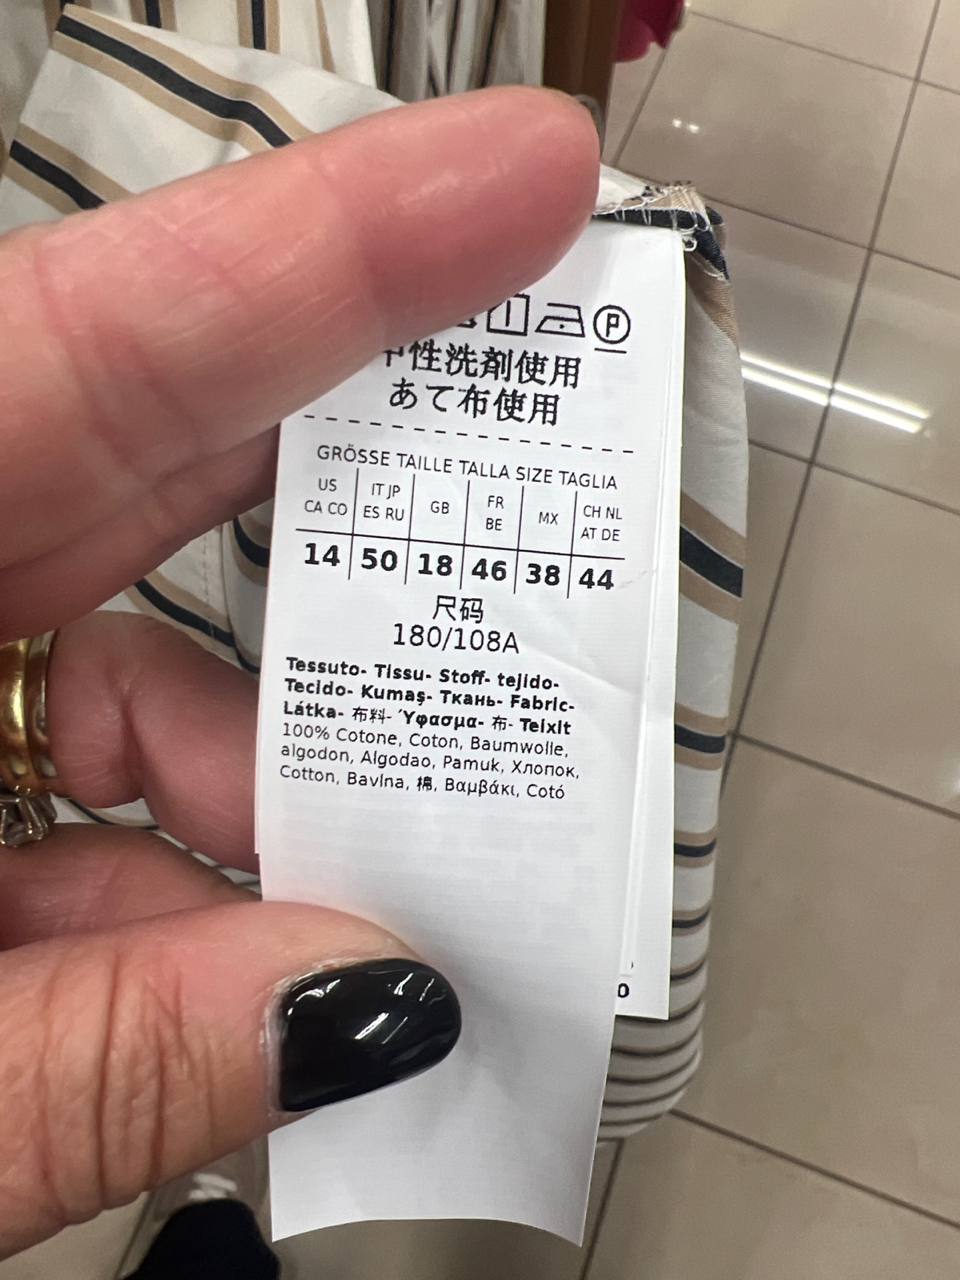 P
性洗剤使用
あて布使用
GRÖSSE TAILLE TALLA SIZE TAGLIA
US CA CO
IT JP ES RU
GB
FR BE
MX
CH NL AT DE
14 50 18 46 38 44
尺码
180/108A
Tessuto- Tissu- Stoff- tejido-
Tecido- Kumaş- Ткань- Fabric-
Látka- 布料- Ύφασμα- 布- Teixit
100% Cotone, Coton, Baumwolle,
algodon, Algodao, Pamuk, Хлопок,
Cotton, Bavlna, 棉, Βαμβάκι, Cotó
0